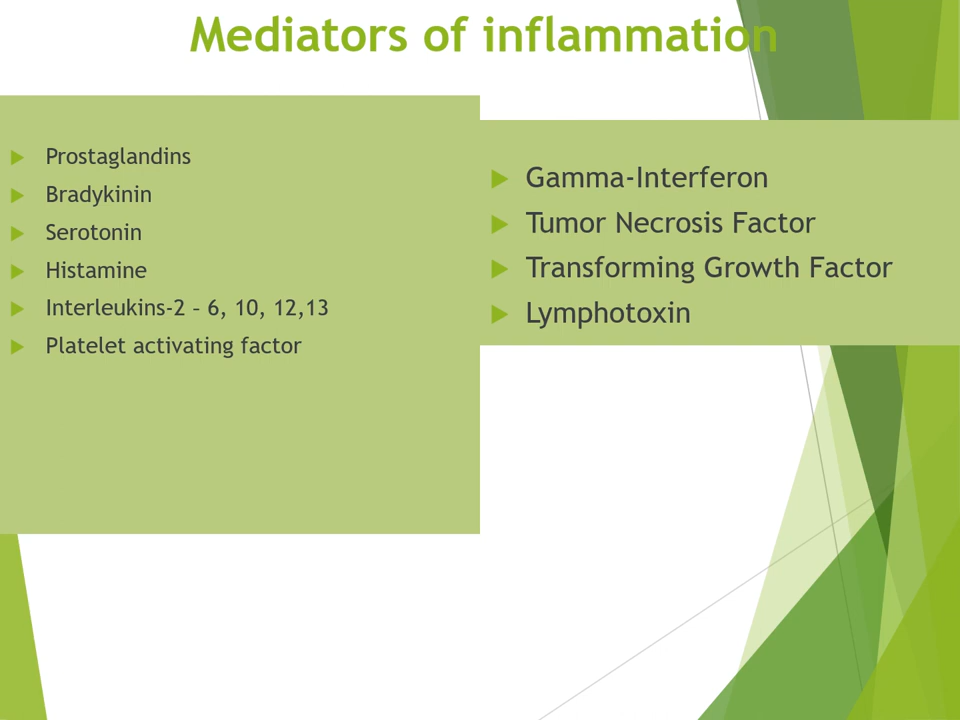 Mediators of inflammation
Prostaglandins
Bradykinin
Serotonin
Histamine
Interleukins-2 – 6, 10, 12,13
Platelet activating factor
Gamma-Interferon
Tumor Necrosis Factor
Transforming Growth Factor
Lymphotoxin